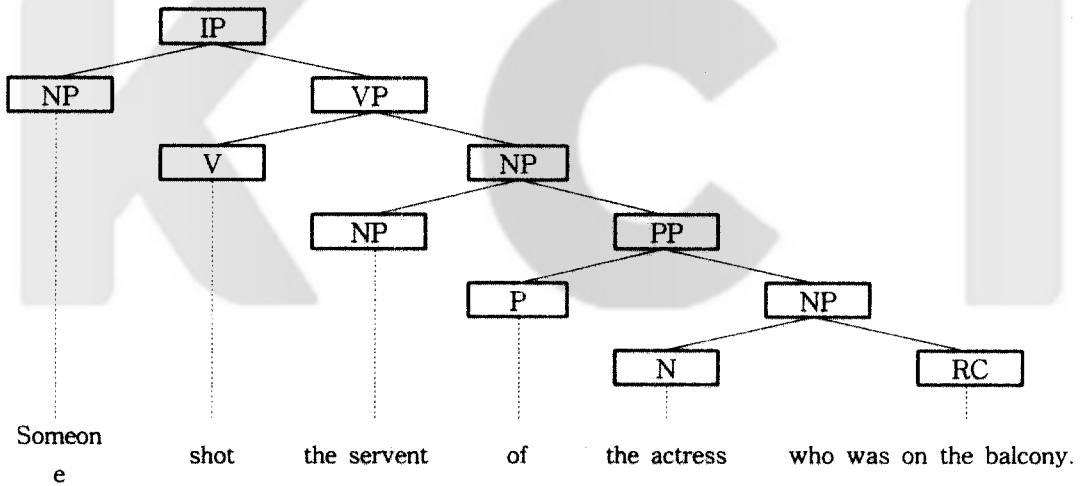 IP
NP VP
V NP
NP PP
P NP
N RC
Someon
e
shot the servent of the actress who was on the balcony.
KCI